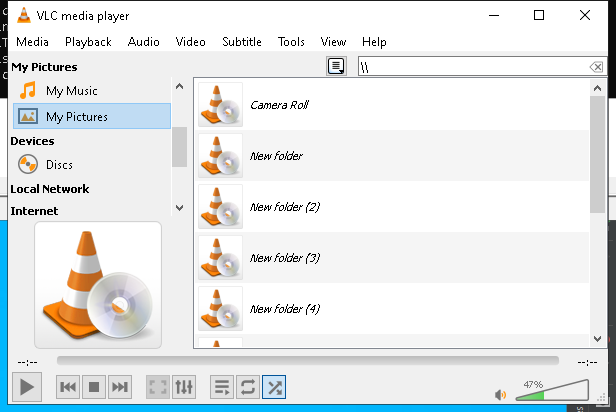 VLC media player
Media Playback Audio Video Subtitle Tools View Help
My Pictures
\\
My Music
My Pictures
Devices
Discs
Local Network
Internet
Camera Roll
New folder
New folder (2)
New folder (3)
New folder (4)
--:--
--:--
47%